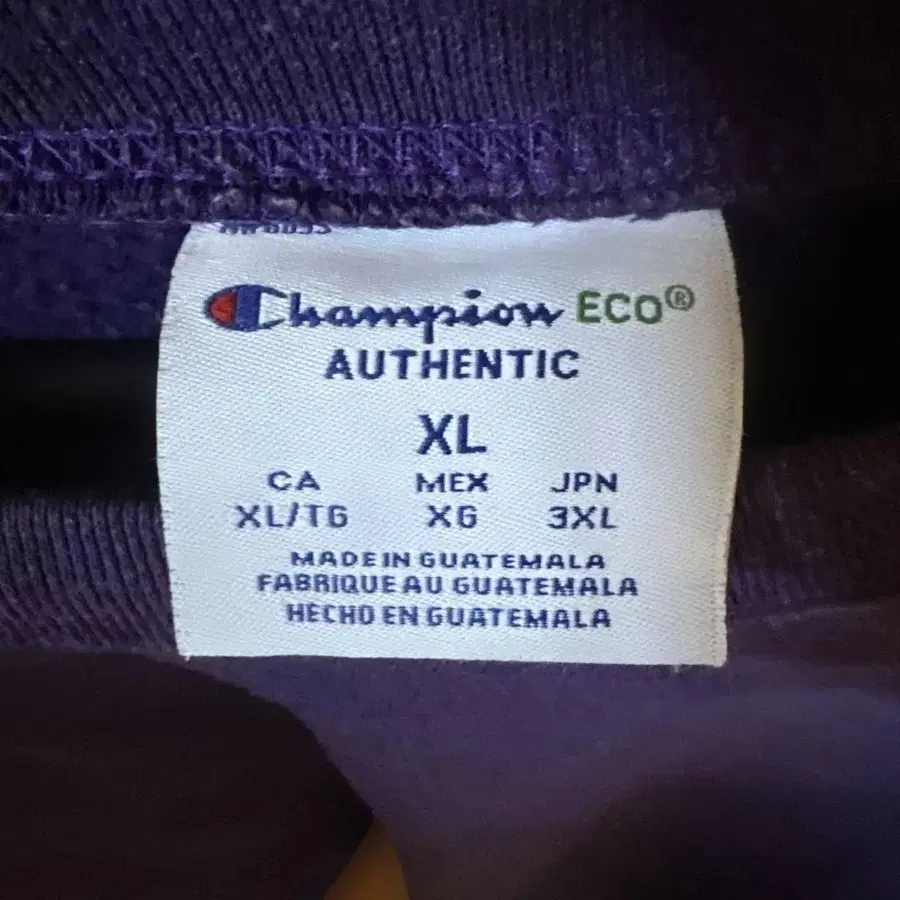 Champion ECO®
AUTHENTIC
XL
CA MEX JPN
XL/TG XG 3XL
MADE IN GUATEMALA
FABRIQUE AU GUATEMALA
HECHO EN GUATEMALA